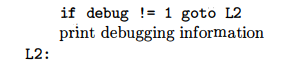 if debug != 1 goto L2
print debugging information
L2: